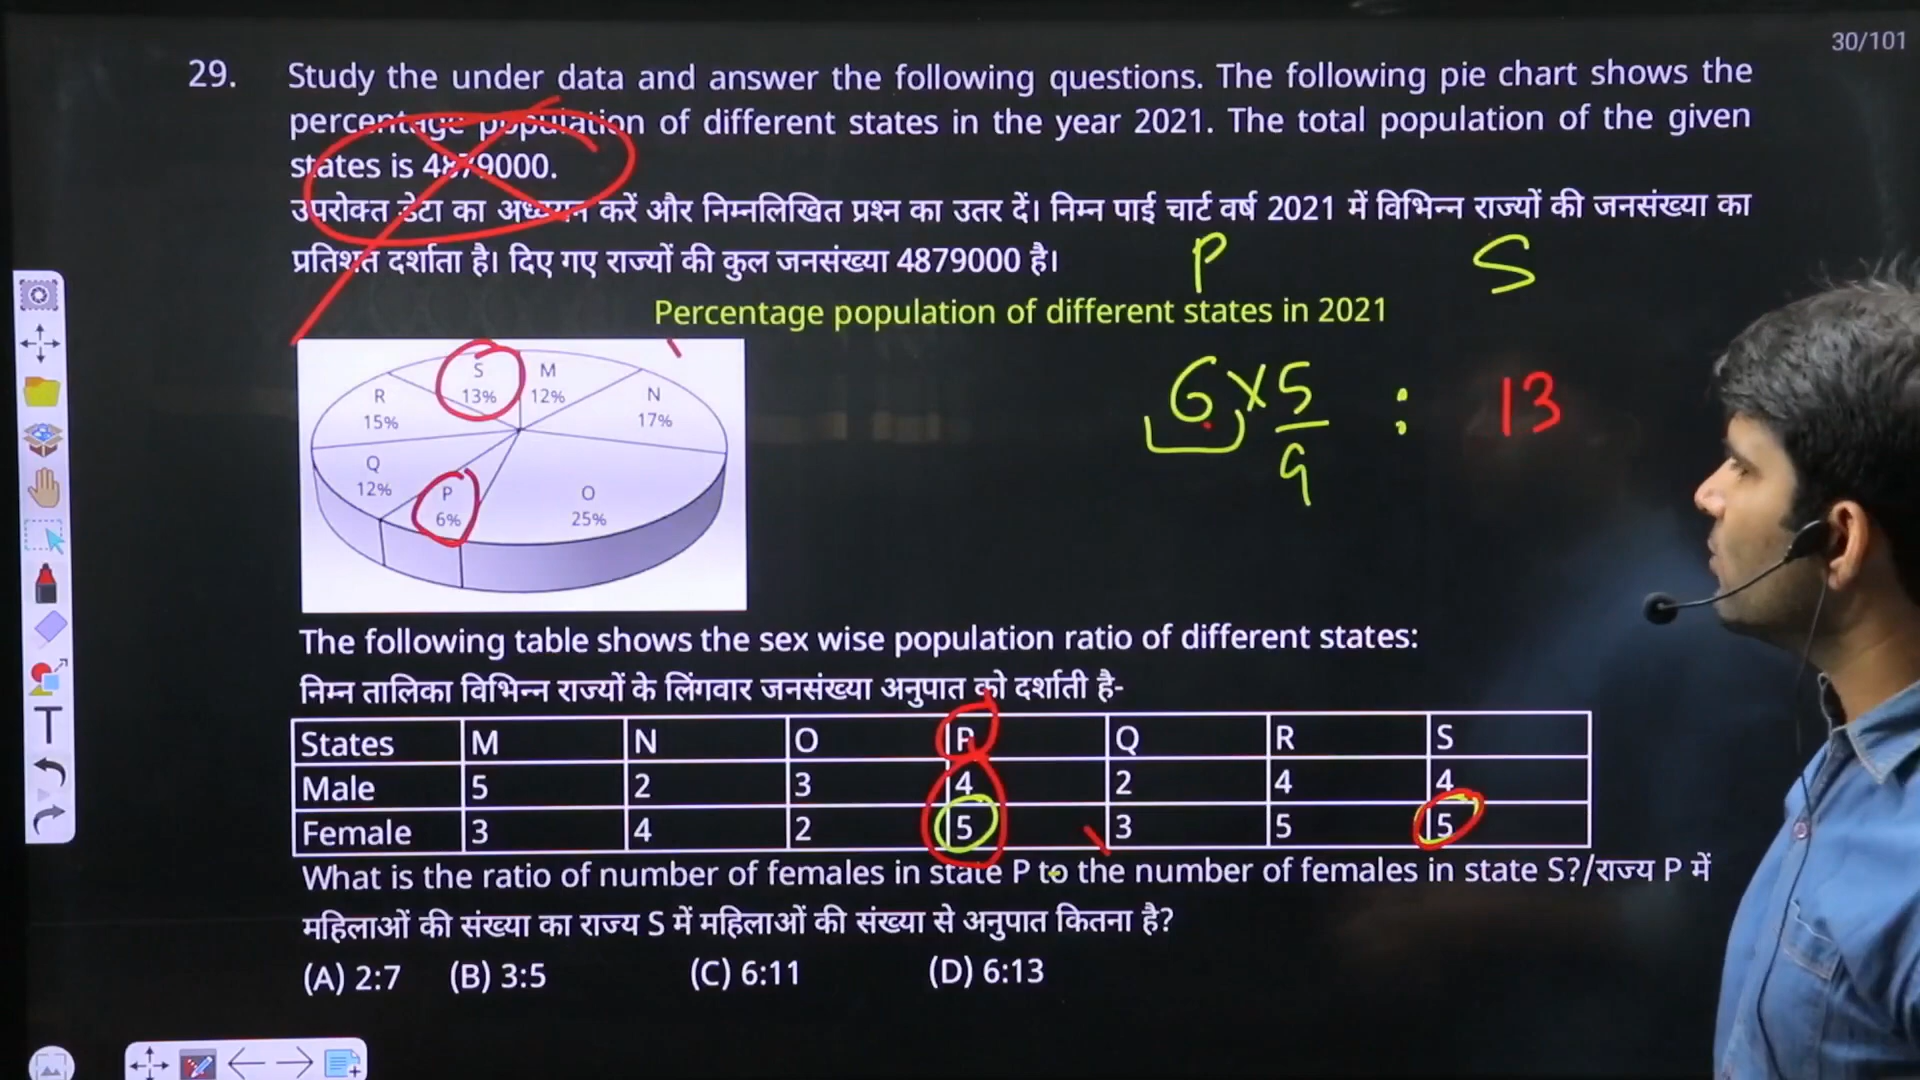 30/101
29. Study the under data and answer the following questions. The following pie chart shows the
percentage population of different states in the year 2021. The total population of the given
states is 4879000.
उपरोक्त डेटा का अध्ययन करें और निम्नलिखित प्रश्न का उतर दें। निम्न पाई चार्ट वर्ष 2021 में विभिन्न राज्यों की जनसंख्या का
प्रतिशत दर्शाता है। दिए गए राज्यों की कुल जनसंख्या 4879000 है।
P S
Percentage population of different states in 2021
S 13%
M 12%
R 15%
N 17%
Q 12%
P 6%
O 25%
6 × 5/9 : 13
The following table shows the sex wise population ratio of different states:
निम्न तालिका विभिन्न राज्यों के लिंगवार जनसंख्या अनुपात को दर्शाती है-
States M N O P Q R S
Male 5 2 3 4 2 4 4
Female 3 4 2 5 3 5 5
What is the ratio of number of females in state P to the number of females in state S?/राज्य P में
महिलाओं की संख्या का राज्य S में महिलाओं की संख्या से अनुपात कितना है?
(A) 2:7 (B) 3:5 (C) 6:11 (D) 6:13
T